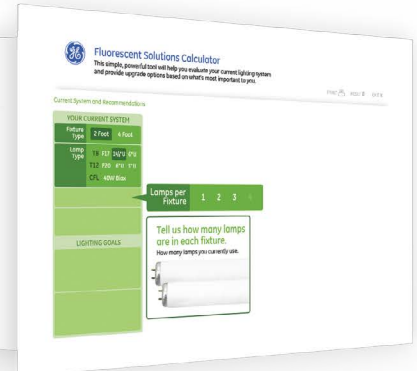 Fluorescent Solutions Calculator
This simple, powerful tool will help you evaluate your current lighting system
and provide upgrade options based on what's most important to you.
Current System and Recommendations
YOUR CURRENT SYSTEM
Fixture Type 2 Foot 4 Foot
Lamp Type T8 F17
T12 F20
CFL 40W Biax
Lamps per Fixture 1 2 3
Tell us how many lamps
are in each fixture.
How many lamps you currently use.
LIGHTING GOALS